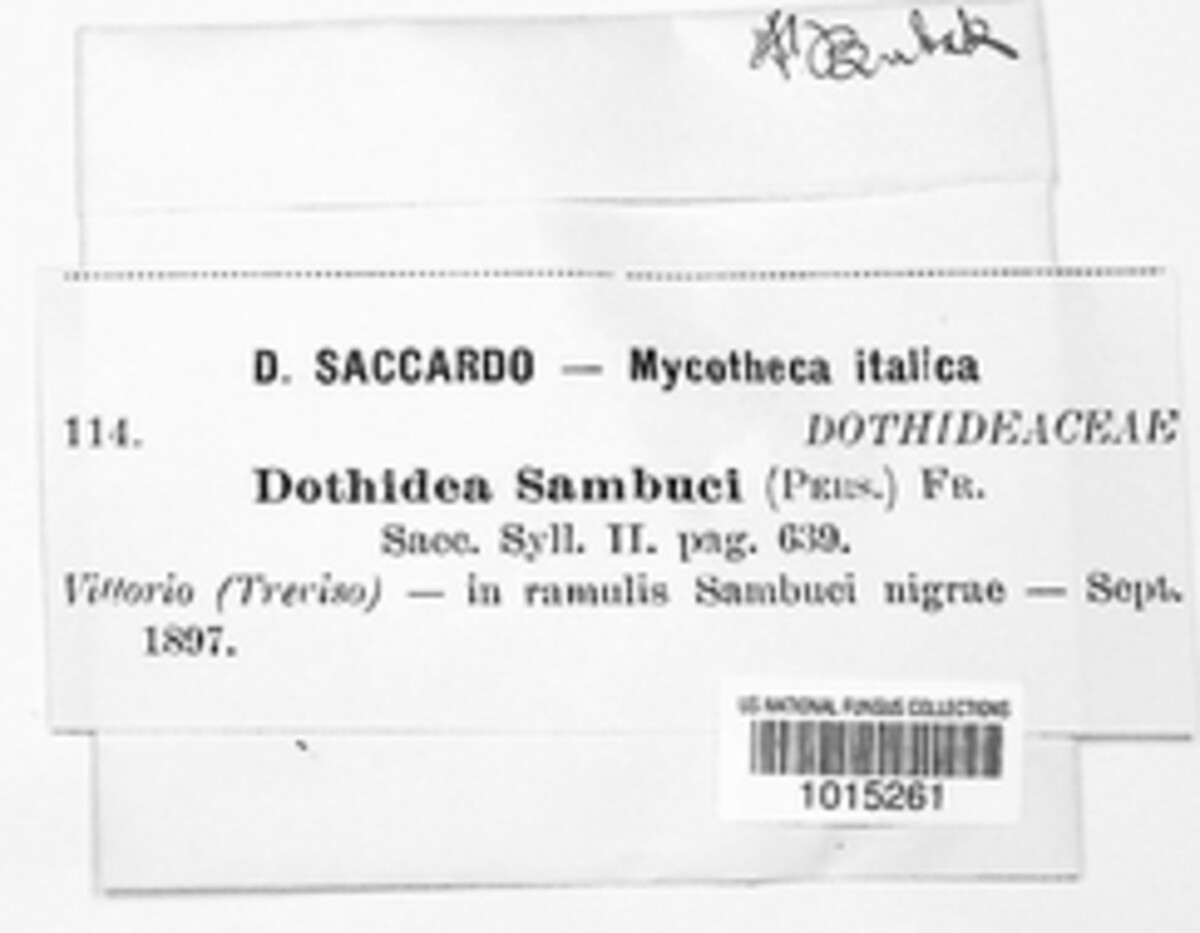 D. SACCARDO — Mycotheca italica
114.
DOTHIDEACEAE
Dothidea Sambuci (PERS.) FR.
Sacc. Syll. II. pag. 639.
Vittorio (Treviso) — in ramulis Sambuci nigrae — Sept.
1897.
US NATIONAL FUNGUS COLLECTIONS
1015261